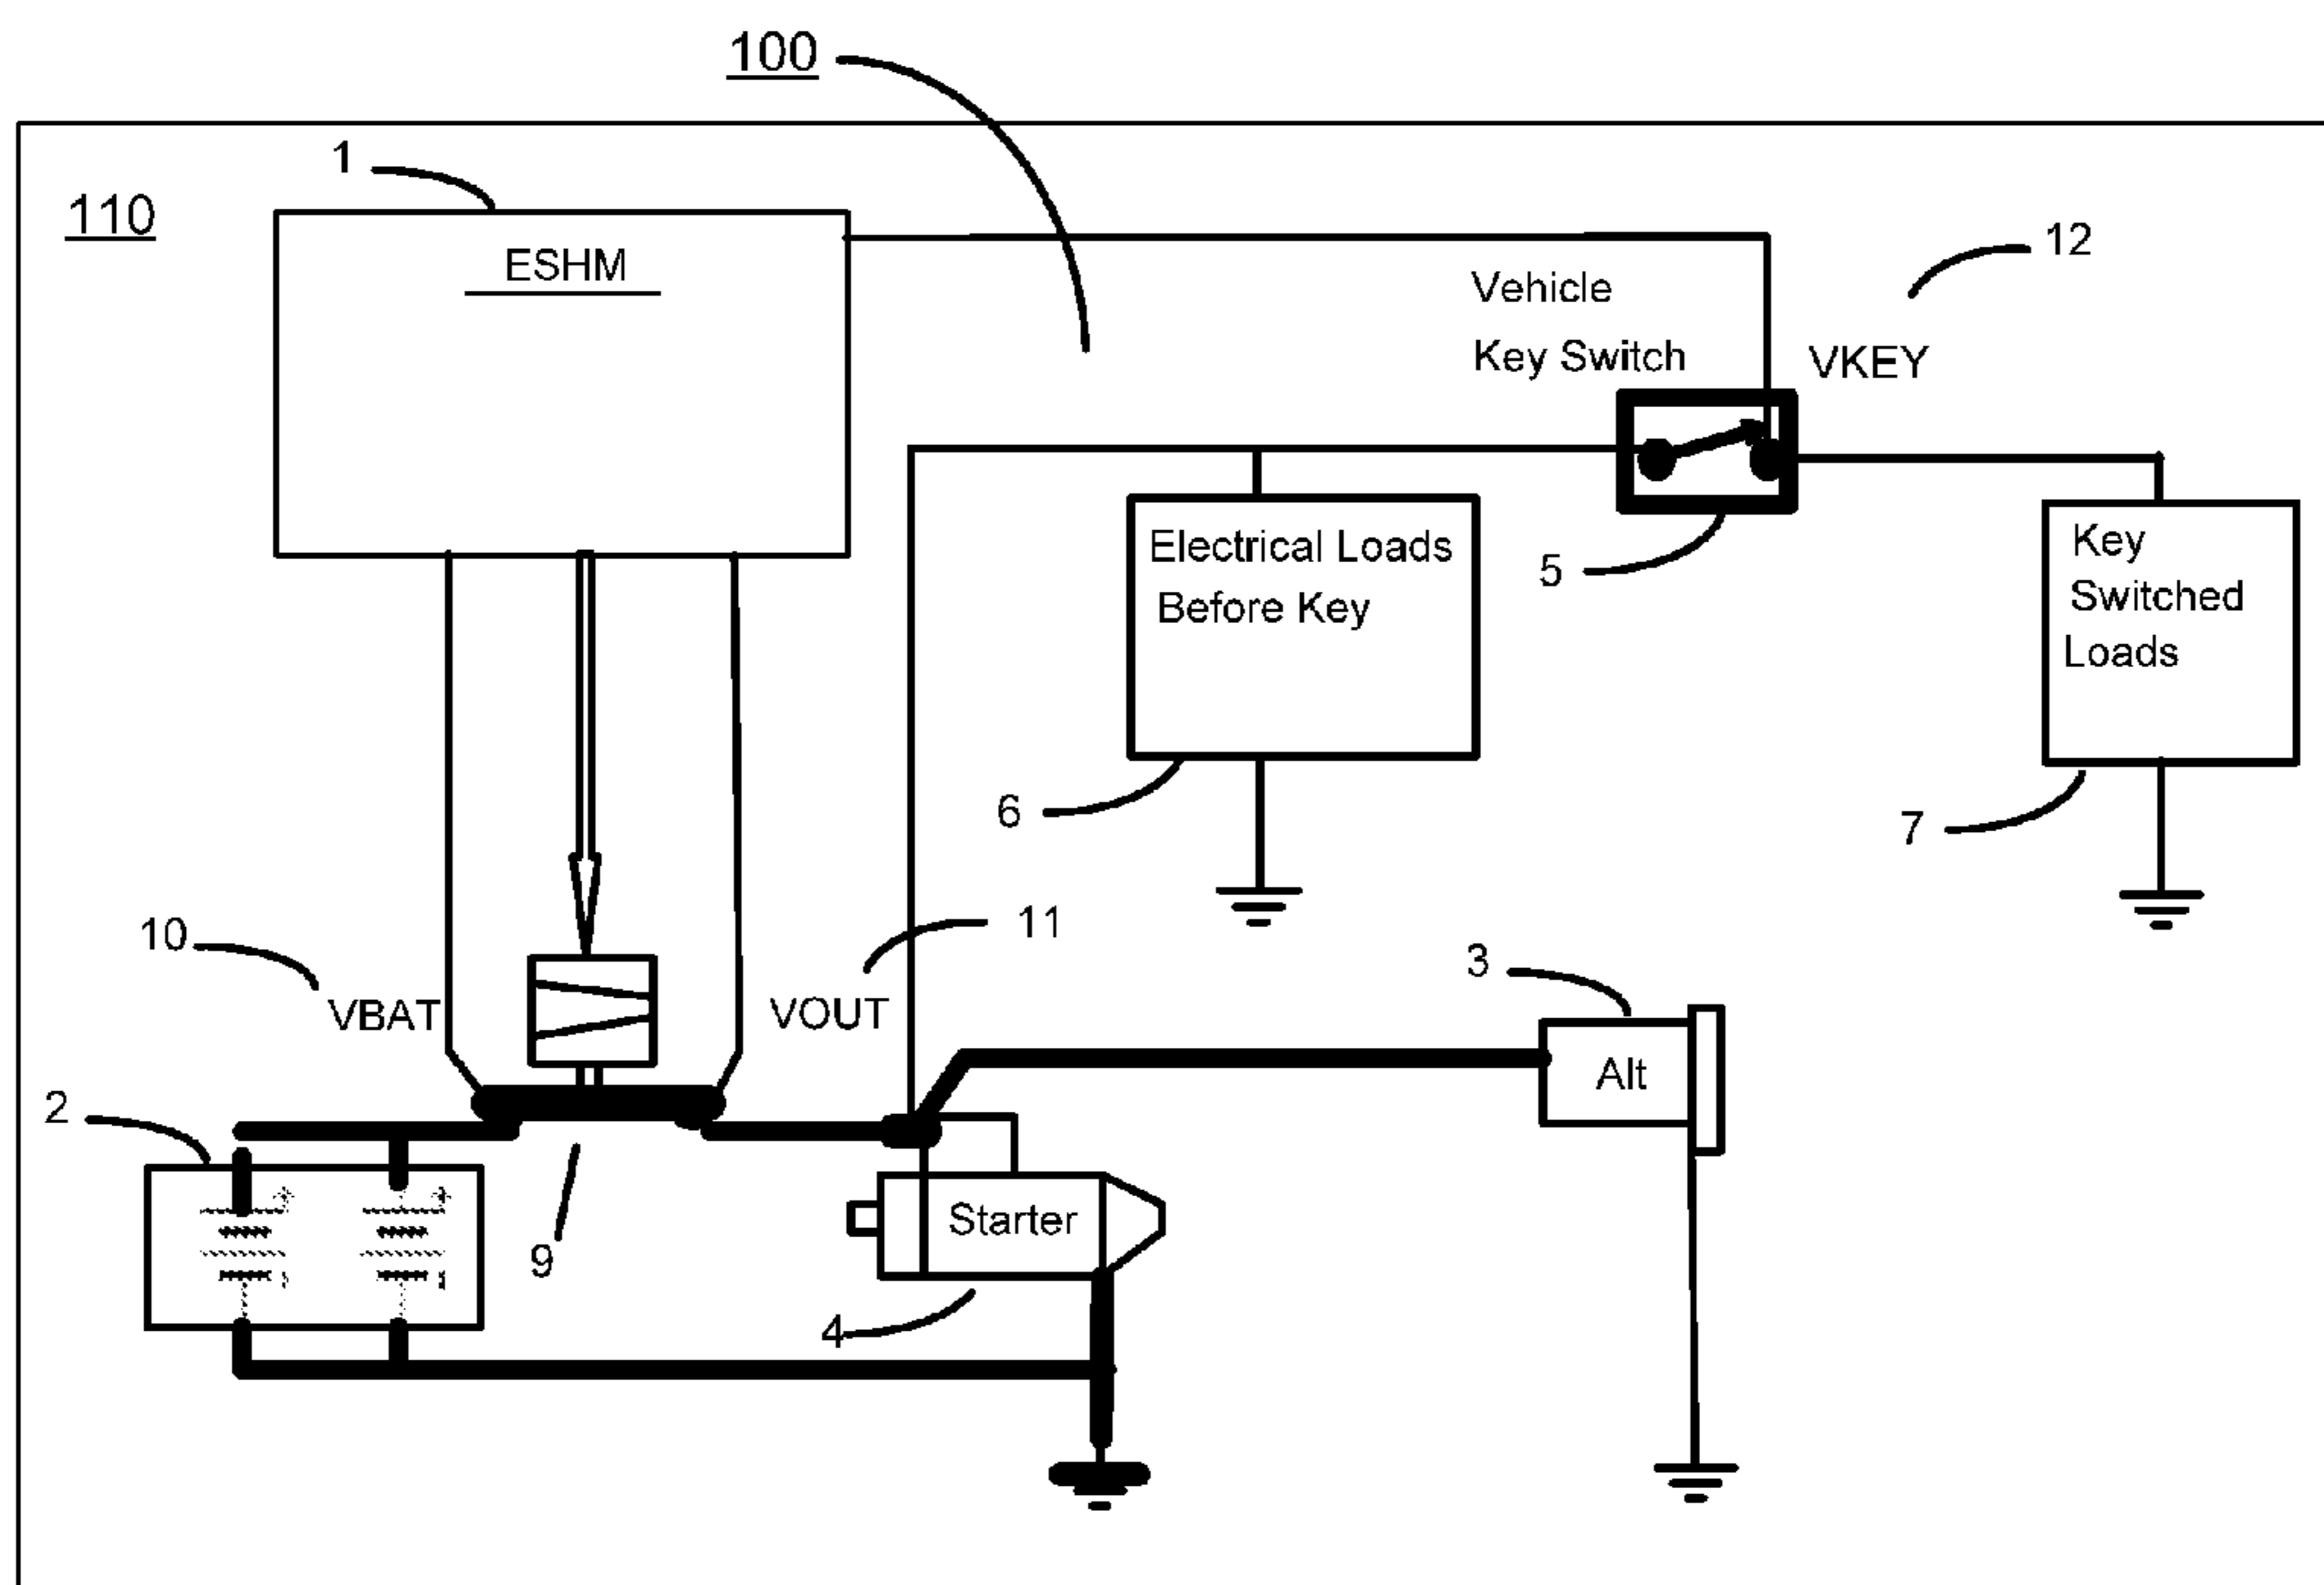 100
1
110
ESHM
12
Vehicle
Key Switch
VKEY
Electrical Loads
Before Key
5
Key
Switched
Loads
6
7
10
11
3
VBAT
VOUT
Alt
2
Starter
9
4